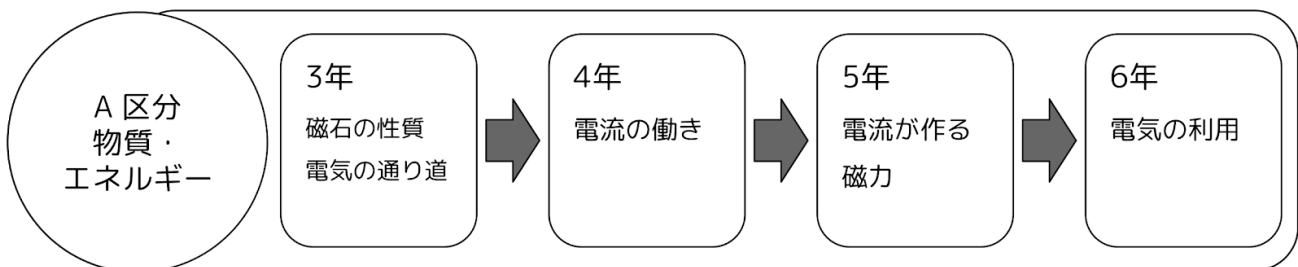 A 区分
物質・
エネルギー
3年
磁石の性質
電気の通り道
4年
電流の働き
5年
電流が作る
磁力
6年
電気の利用